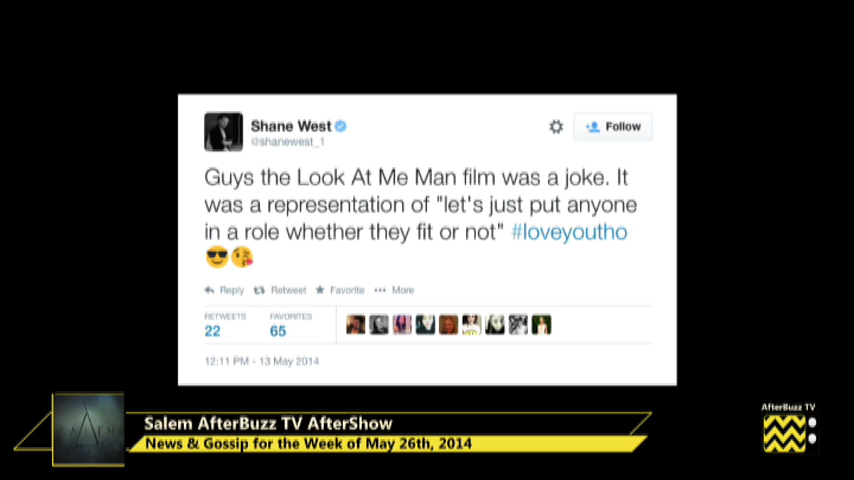 Shane West
@shanewest_1
Follow
Guys the Look At Me Man film was a joke. It
was a representation of "let's just put anyone
in a role whether they fit or not" #loveyoutho
😎😘
Reply Retweet Favorite ••• More
RETWEETS FAVORITES
22 65
12:11 PM - 13 May 2014
SALEM
Salem AfterBuzz TV AfterShow
News & Gossip for the Week of May 26th, 2014
AfterBuzz TV